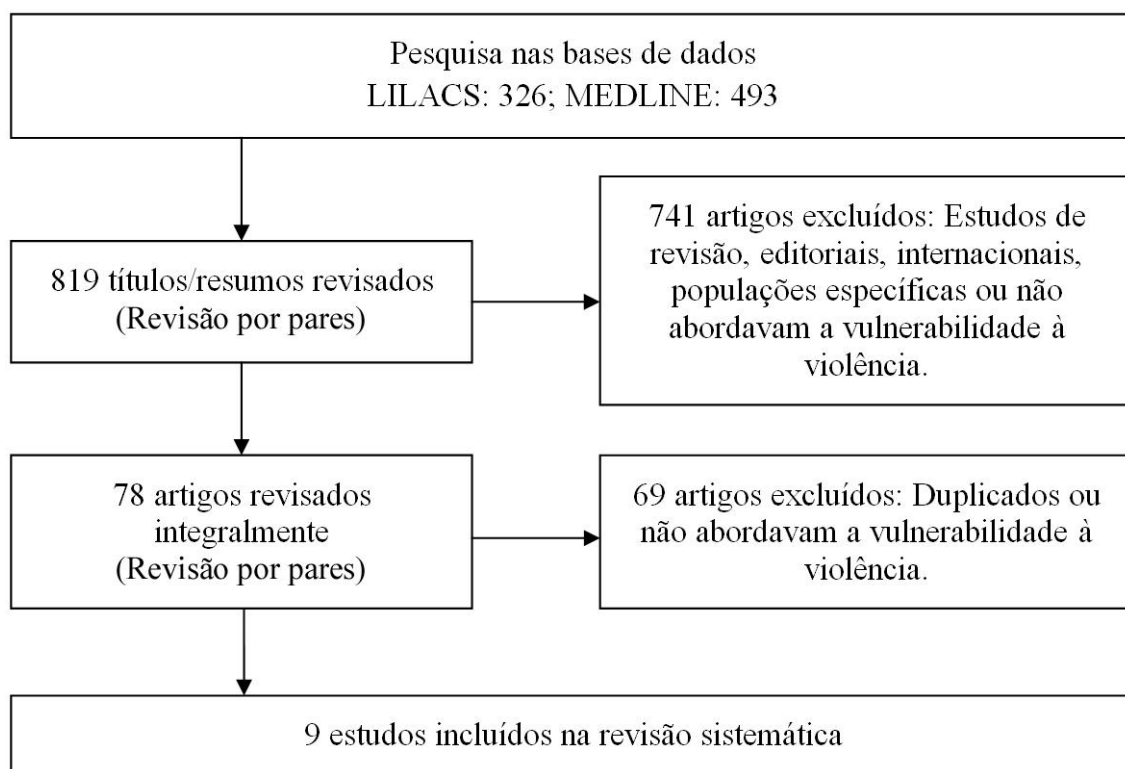 Pesquisa nas bases de dados
LILACS: 326; MEDLINE: 493
819 títulos/resumos revisados
(Revisão por pares)
741 artigos excluídos: Estudos de
revisão, editoriais, internacionais,
populações específicas ou não
abordavam a vulnerabilidade à
violência.
78 artigos revisados
integralmente
(Revisão por pares)
69 artigos excluídos: Duplicados ou
não abordavam a vulnerabilidade à
violência.
9 estudos incluídos na revisão sistemática